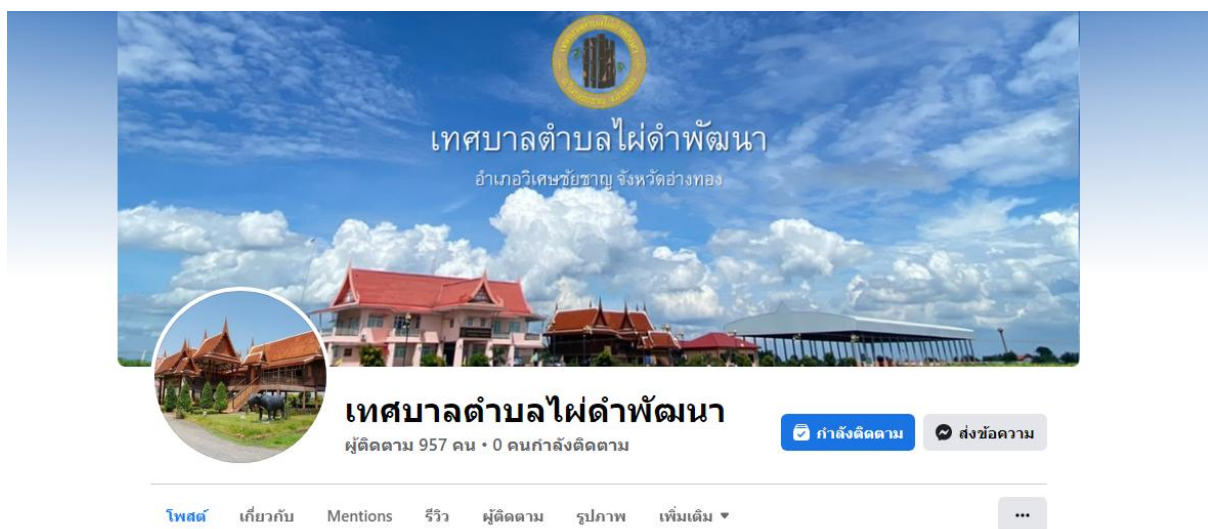 เทศบาลตำบลไผ่ดำพัฒนา
อำเภอวิเศษชัยชาญ จังหวัดอ่างทอง
เทศบาลตำบลไผ่ดำพัฒนา
ผู้ติดตาม 957 คน • 0 คนกำลังติดตาม
กำลังติดตาม
ส่งข้อความ
โพสต์ เกี่ยวกับ Mentions รีวิว ผู้ติดตาม รูปภาพ เพิ่มเติม